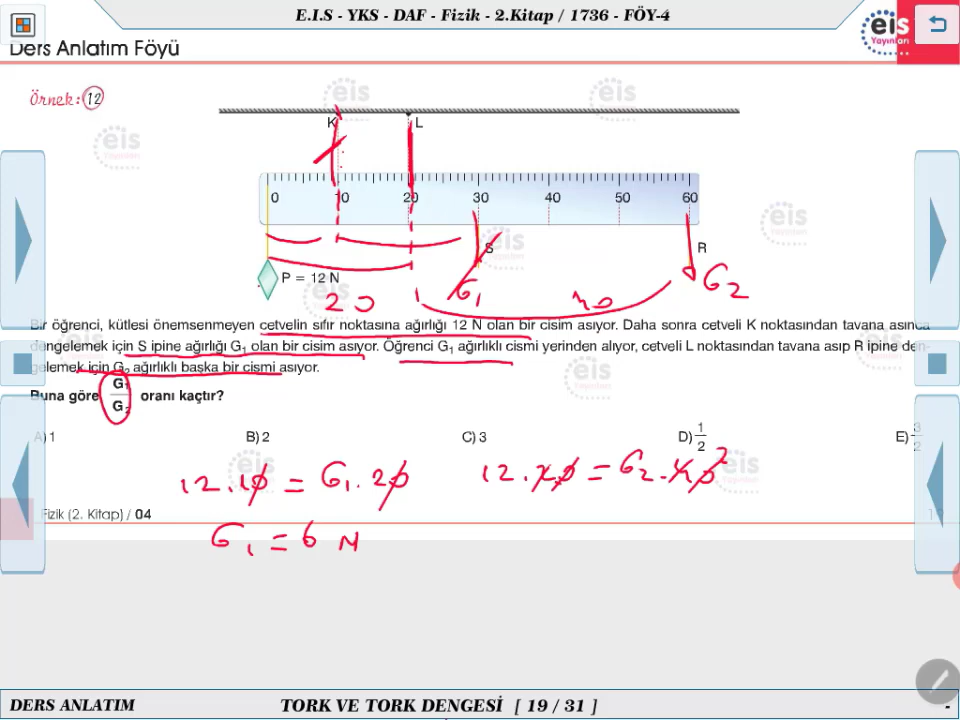 E.I.S - YKS - DAF - Fizik - 2.Kitap / 1736 - FÖY-4
eis
Yayınları
Ders Anlatım Föyü
Örnek: 12
K L
0 10 20 30 40 50 60
S R
P = 12 N
G₁ G₂
20 40
Bir öğrenci, kütlesi önemsenmeyen cetvelin sıfır noktasına ağırlığı 12 N olan bir cisim asıyor. Daha sonra cetveli K noktasından tavana asında
dengelemek için S ipine ağırlığı G₁ olan bir cisim asıyor. Öğrenci G₁ ağırlıklı cismi yerinden alıyor, cetveli L noktasından tavana asıp R ipine den-
gelemek için G₂ ağırlıklı başka bir cismi asıyor.
Buna göre G₁/G₂ oranı kaçtır?
A) 1 B) 2 C) 3 D) 1/2 E) 3/2
12.10 = G₁.20 12.20 = G₂.40 2
Fizik (2. Kitap) / 04
G₁ = 6 N
DERS ANLATIM TORK VE TORK DENGESİ [ 19 / 31 ] -